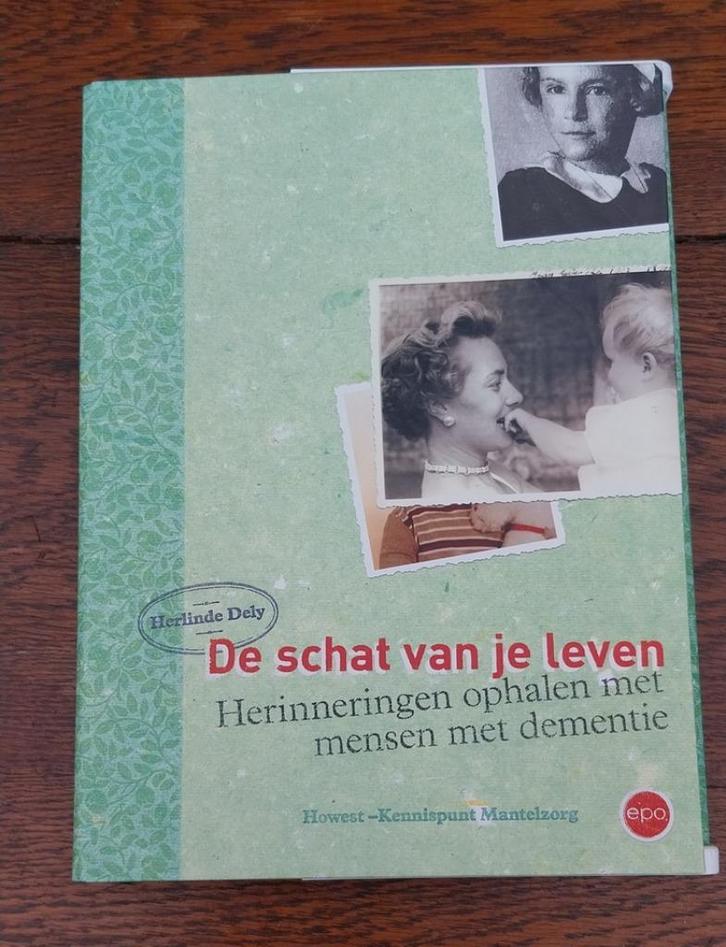 Herlinde Dely
De schat van je leven
Herinneringen ophalen met
mensen met dementie
Howest –Kennispunt Mantelzorg
epo